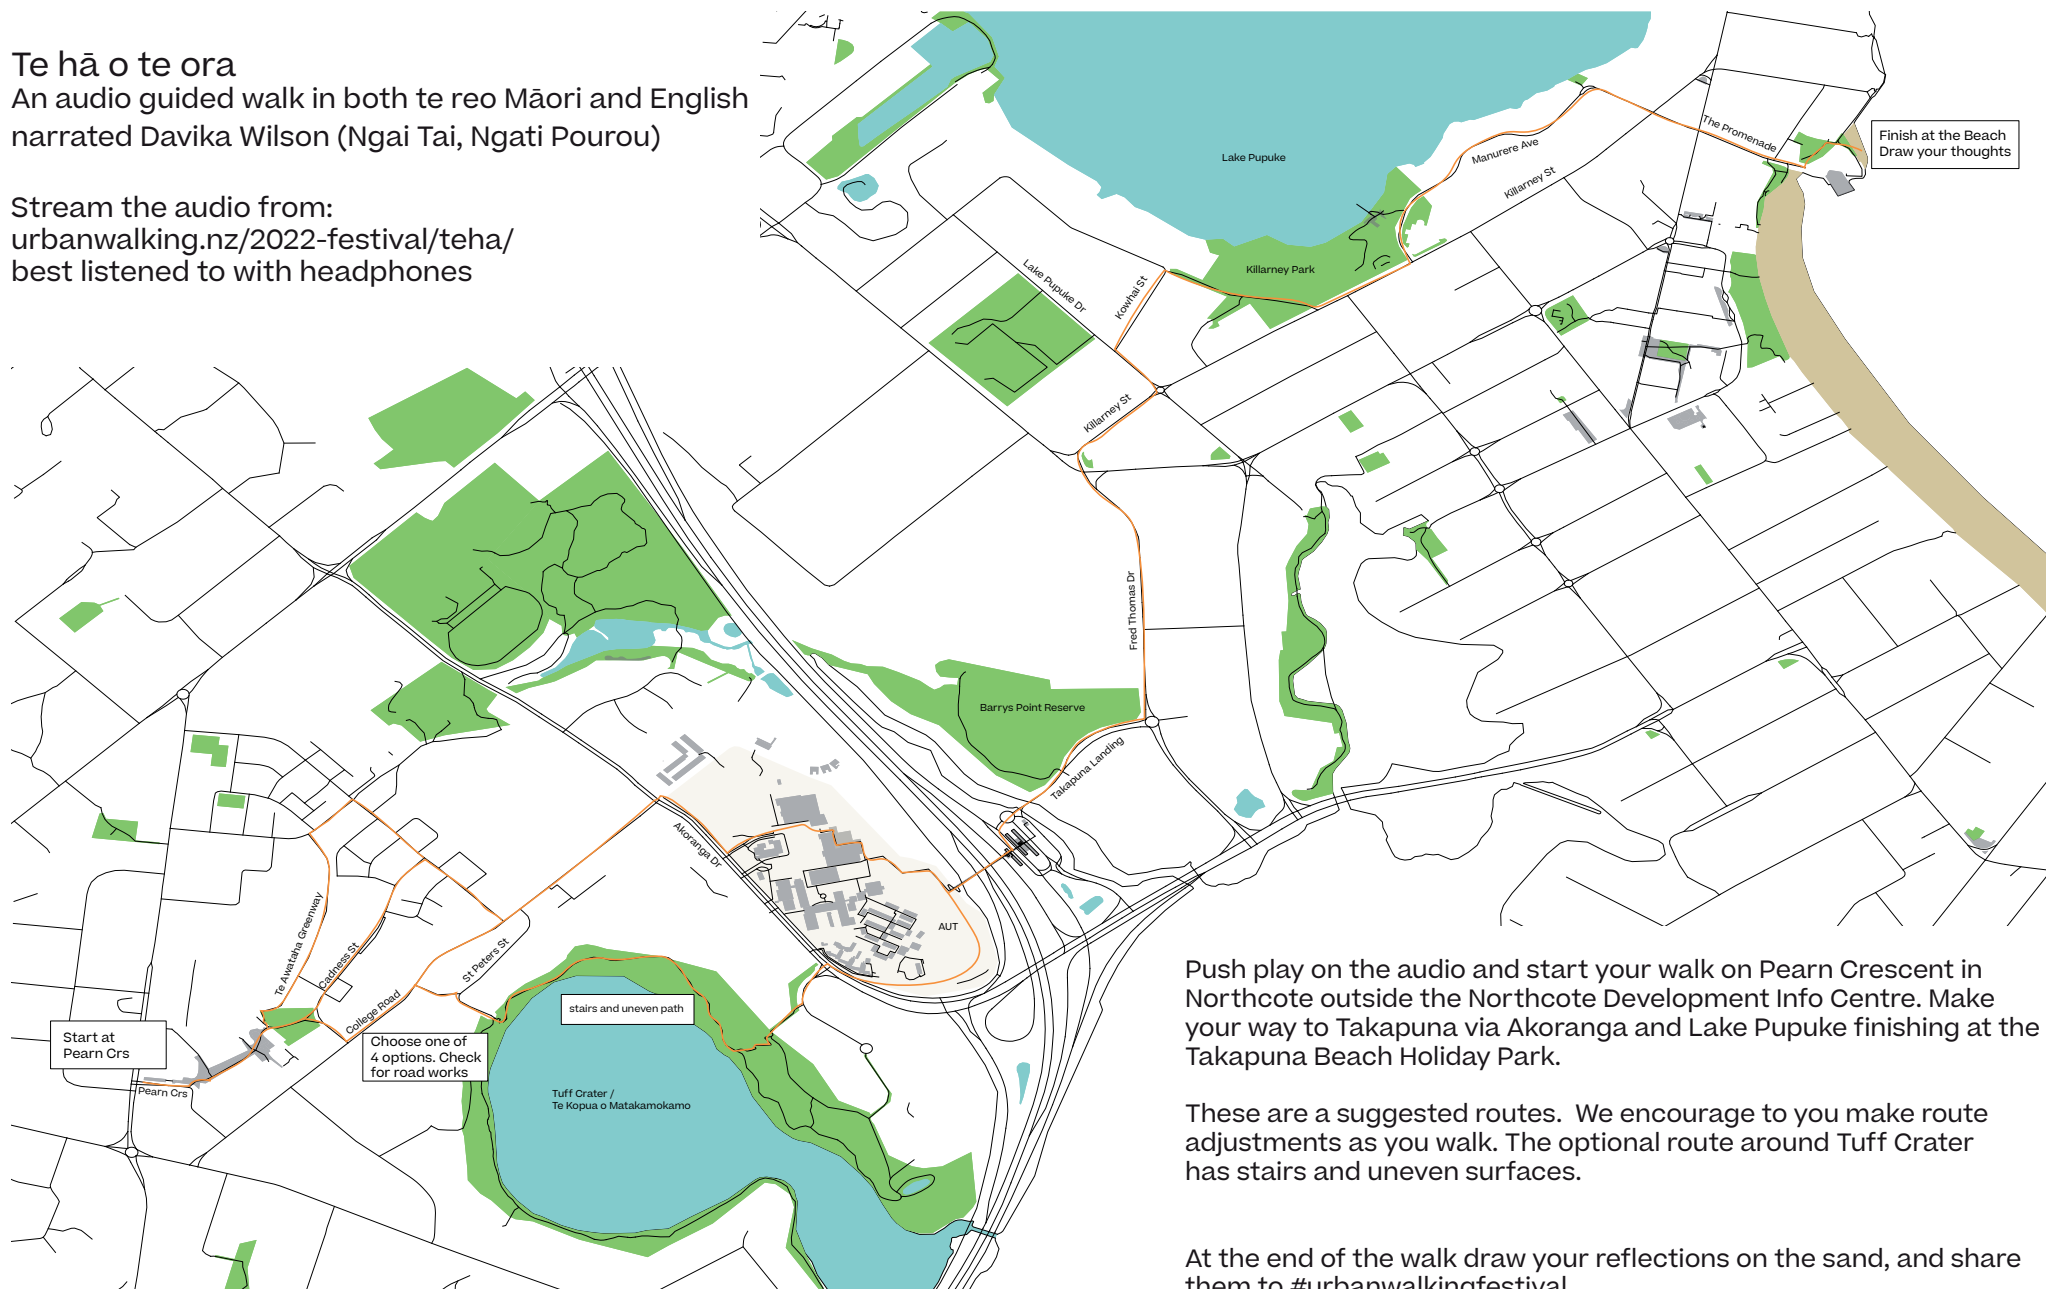 Te hā o te ora
An audio guided walk in both te reo Māori and English
narrated Davika Wilson (Ngai Tai, Ngati Pourou)
Stream the audio from:
urbanwalking.nz/2022-festival/teha/
best listened to with headphones
Lake Pupuke
The Promenade
Finish at the Beach
Draw your thoughts
Manurere Ave
Killarney St
Killarney Park
Lake Pupuke Dr
Kowhai St
Killarney St
Fred Thomas Dr
Barrys Point Reserve
Takapuna Landing
Akoranga Dr
AUT
Te Awataha Greenway
Cadness St
St Peters St
College Road
stairs and uneven path
Start at
Pearn Crs
Choose one of
4 options. Check
for road works
Pearn Crs
Tuff Crater /
Te Kopua o Matakamokamo
Push play on the audio and start your walk on Pearn Crescent in
Northcote outside the Northcote Development Info Centre. Make
your way to Takapuna via Akoranga and Lake Pupuke finishing at the
Takapuna Beach Holiday Park.
These are a suggested routes.  We encourage to you make route
adjustments as you walk. The optional route around Tuff Crater
has stairs and uneven surfaces.
At the end of the walk draw your reflections on the sand, and share
them to #urbanwalkingfestival